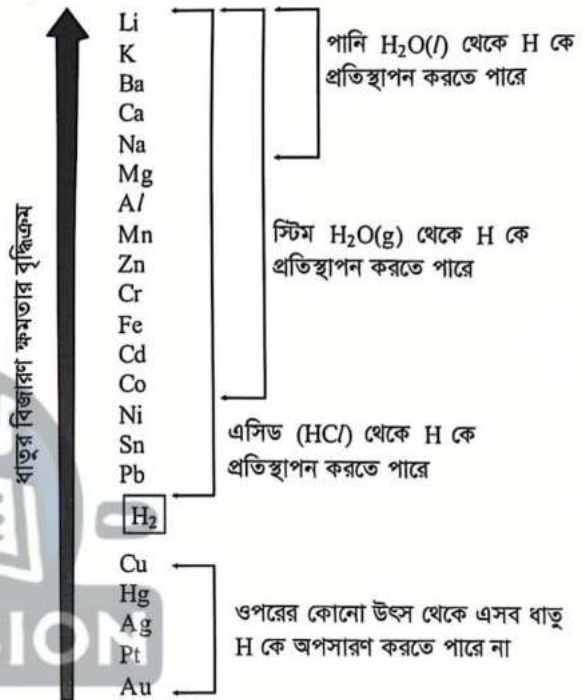 ধাতুর বিজারণ ক্ষমতার বৃদ্ধিক্রম
Li
K
Ba
Ca
Na
Mg
Al
Mn
Zn
Cr
Fe
Cd
Co
Ni
Sn
Pb
H₂
Cu
Hg
Ag
Pt
Au
পানি H₂O(l) থেকে H কে
প্রতিস্থাপন করতে পারে
স্টিম H₂O(g) থেকে H কে
প্রতিস্থাপন করতে পারে
এসিড (HCl) থেকে H কে
প্রতিস্থাপন করতে পারে
ওপরের কোনো উৎস থেকে এসব ধাতু
H কে অপসারণ করতে পারে না